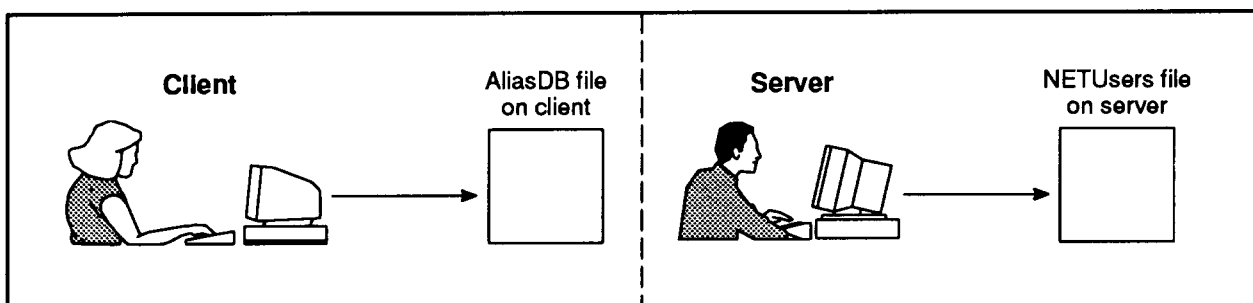 Client
AliasDB file
on client
Server
NETUsers file
on server